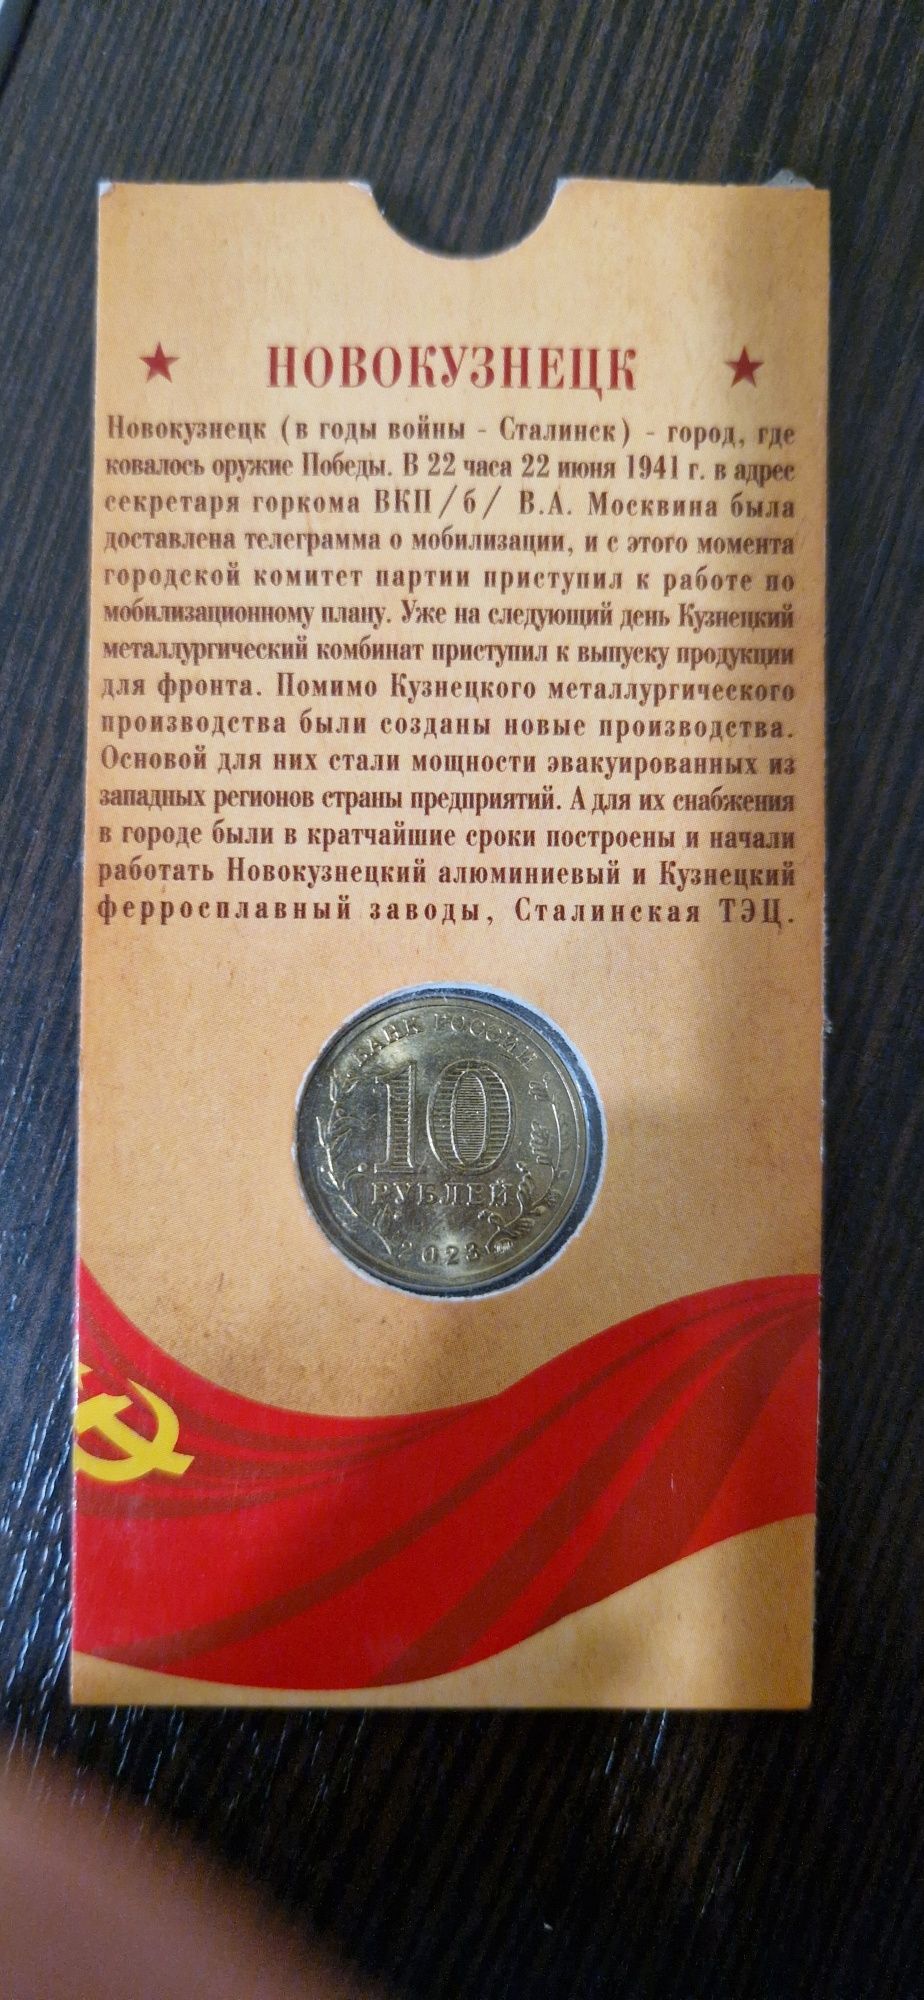 НОВОКУЗНЕЦК
Новокузнецк (в годы войны - Сталинск) - город, где
ковалось оружие Победы. В 22 часа 22 июня 1941 г. в адрес
секретаря горкома ВКП/б/ В.А. Москвина была
доставлена телеграмма о мобилизации, и с этого момента
городской комитет партии приступил к работе по
мобилизационному плану. Уже на следующий день Кузнецкий
металлургический комбинат приступил к выпуску продукции
для фронта. Помимо Кузнецкого металлургического
производства были созданы новые производства.
Основой для них стали мощности эвакуированных из
западных регионов страны предприятий. А для их снабжения
в городе были в кратчайшие сроки построены и начали
работать Новокузнецкий алюминиевый и Кузнецкий
ферросплавный заводы, Сталинская ТЭЦ.
БАНК РОССИИ
10
РУБЛЕЙ
2023